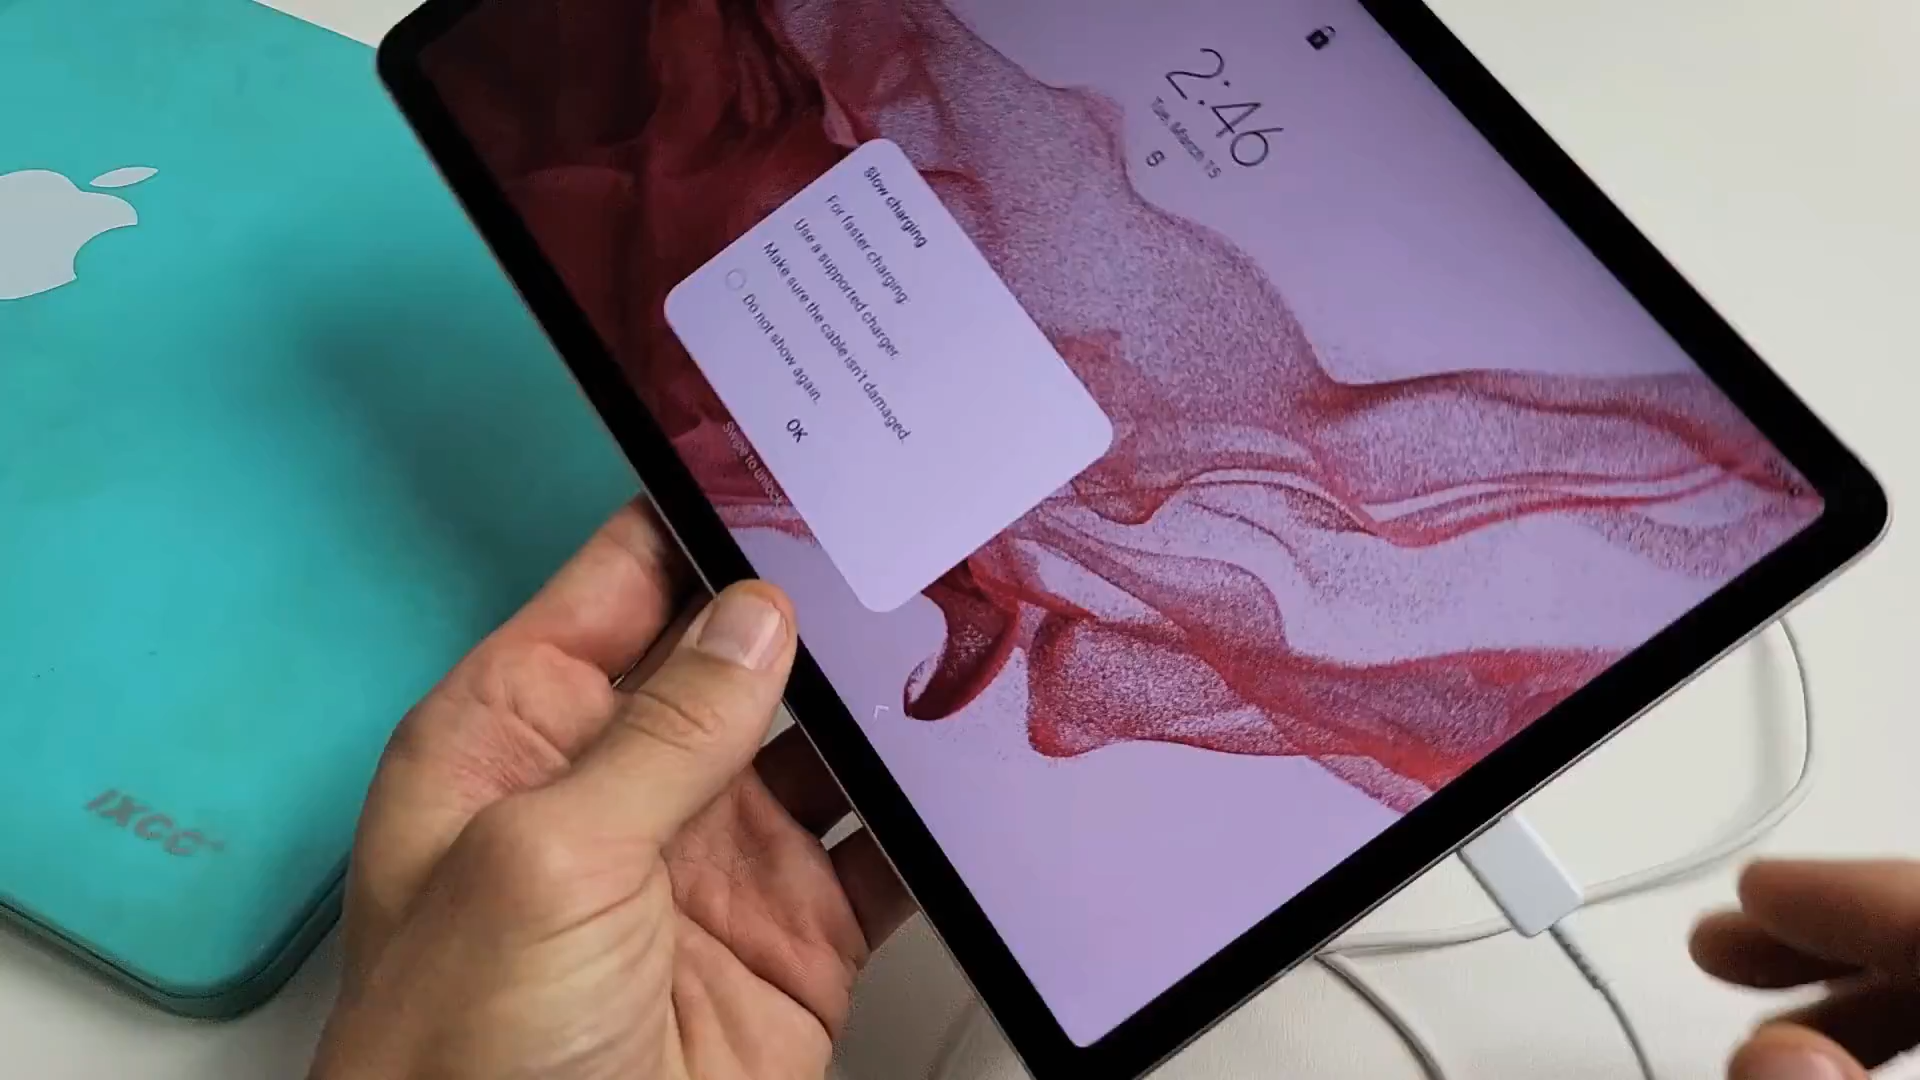 2:46
Tue, March 15
Slow charging
For faster charging:
Use a supported charger.
Make sure the cable isn't damaged.
Do not show again.
OK
Swipe to unlock
IXCC